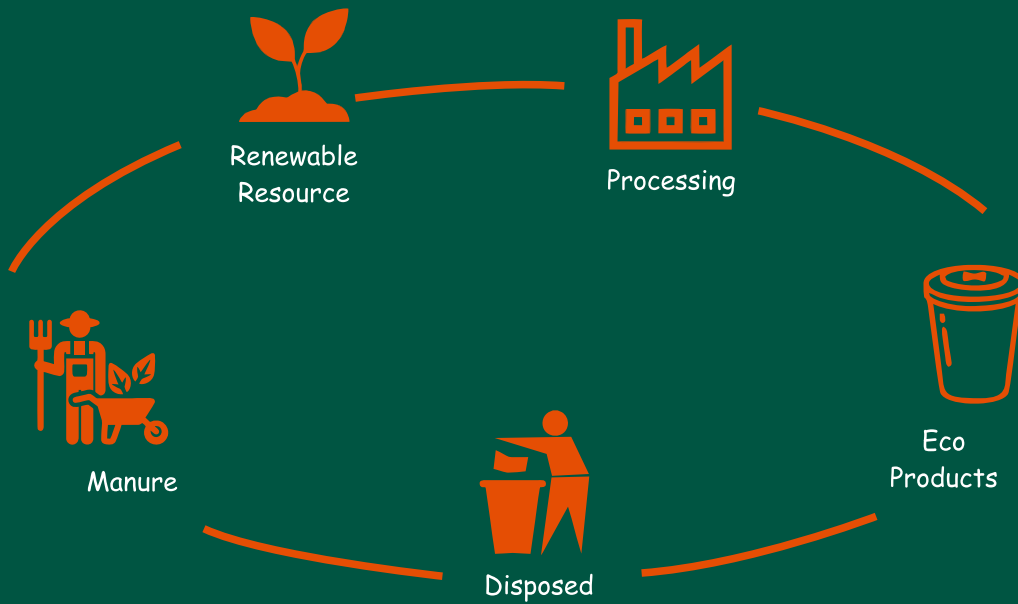 Renewable
Resource
Processing
Eco
Products
Disposed
Manure